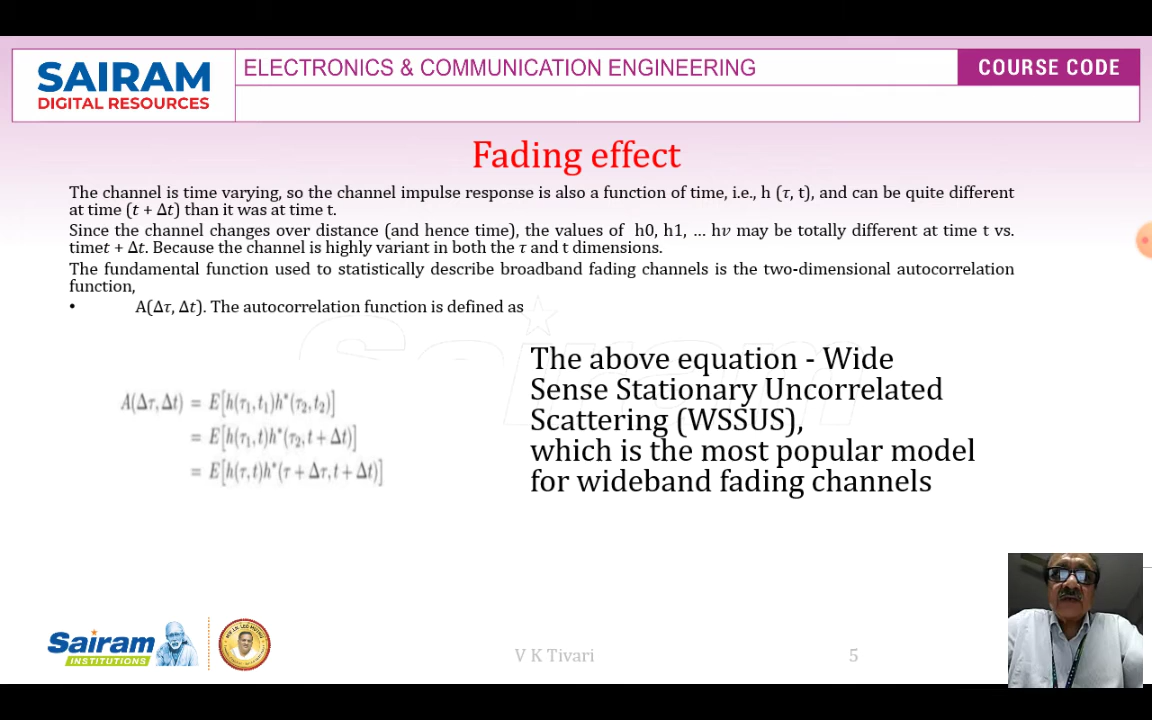 SAIRAM
DIGITAL RESOURCES
ELECTRONICS & COMMUNICATION ENGINEERING
COURSE CODE
Fading effect
The channel is time varying, so the channel impulse response is also a function of time, i.e., h (τ, t), and can be quite different
at time (t + Δt) than it was at time t.
Since the channel changes over distance (and hence time), the values of h0, h1, … hν may be totally different at time t vs.
timet + Δt. Because the channel is highly variant in both the τ and t dimensions.
The fundamental function used to statistically describe broadband fading channels is the two-dimensional autocorrelation
function,
• A(Δτ, Δt). The autocorrelation function is defined as
A(Δτ, Δt) = E[h(τ₁, t₁)h*(τ₂, t₂)]
= E[h(τ₁, t)h*(τ₂, t + Δt)]
= E[h(τ, t)h*(τ + Δτ, t + Δt)]
The above equation - Wide
Sense Stationary Uncorrelated
Scattering (WSSUS),
which is the most popular model
for wideband fading channels
Sairam
Sairam
INSTITUTIONS
V K Tivari
5